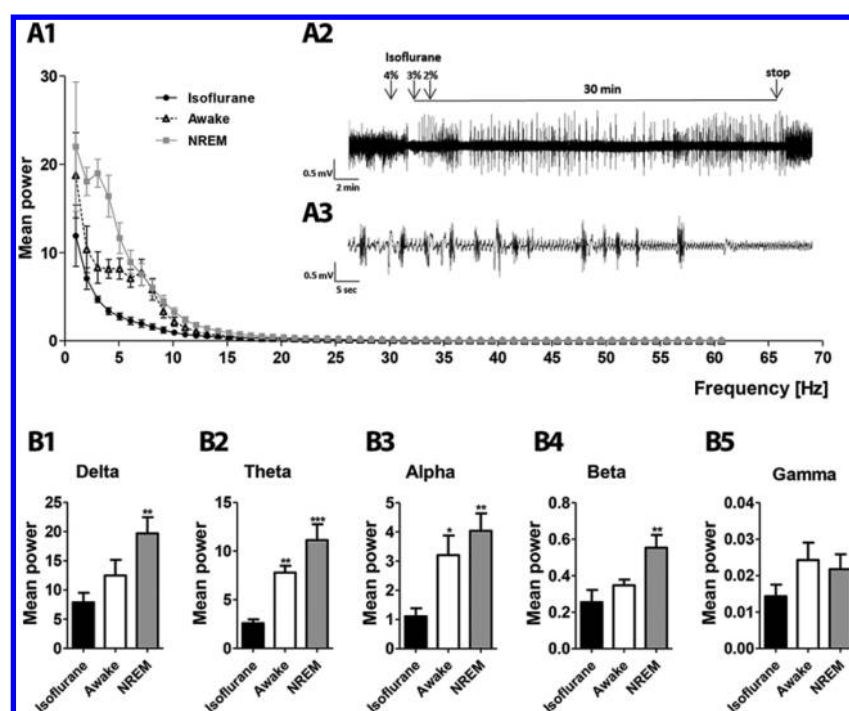 A1
A2
Isoflurane
4% 3% 2%
stop
30 min
30
20
10
0
Mean power
Isoflurane
Awake
NREM
0.5 mV
2 min
A3
0.5 mV
5 sec
0 5 10 15 20 25 30 35 40 45 50 55 60 65 70
Frequency [Hz]
B1
Delta
25
20
15
10
5
0
Mean power
**
Isoflurane
Awake
NREM
B2
Theta
15
10
5
0
Mean power
**
***
Isoflurane
Awake
NREM
B3
Alpha
5
4
3
2
1
0
Mean power
*
**
Isoflurane
Awake
NREM
B4
Beta
0.8
0.6
0.4
0.2
0.0
Mean power
**
Isoflurane
Awake
NREM
B5
Gamma
0.04
0.03
0.02
0.01
0.00
Mean power
Isoflurane
Awake
NREM